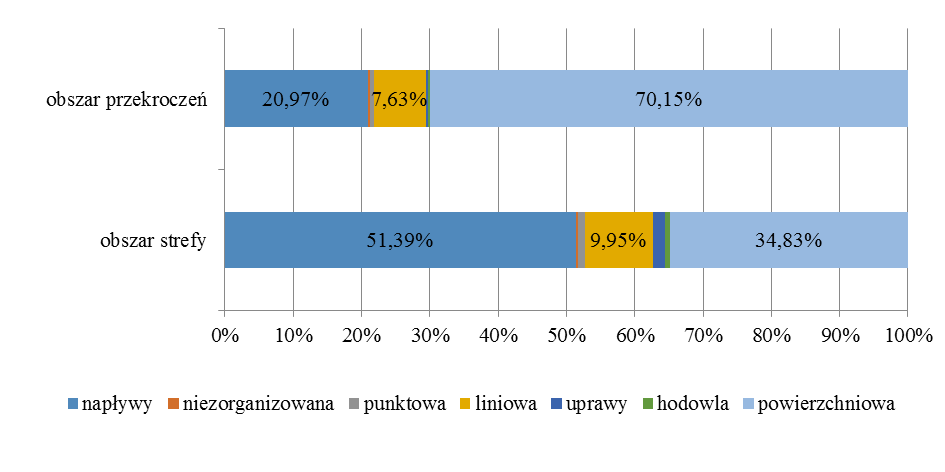 obszar przekroczeń
20,97% 7,63% 70,15%
obszar strefy
51,39% 9,95% 34,83%
0% 10% 20% 30% 40% 50% 60% 70% 80% 90% 100%
napływy niezorganizowana punktowa liniowa uprawy hodowla powierzchniowa